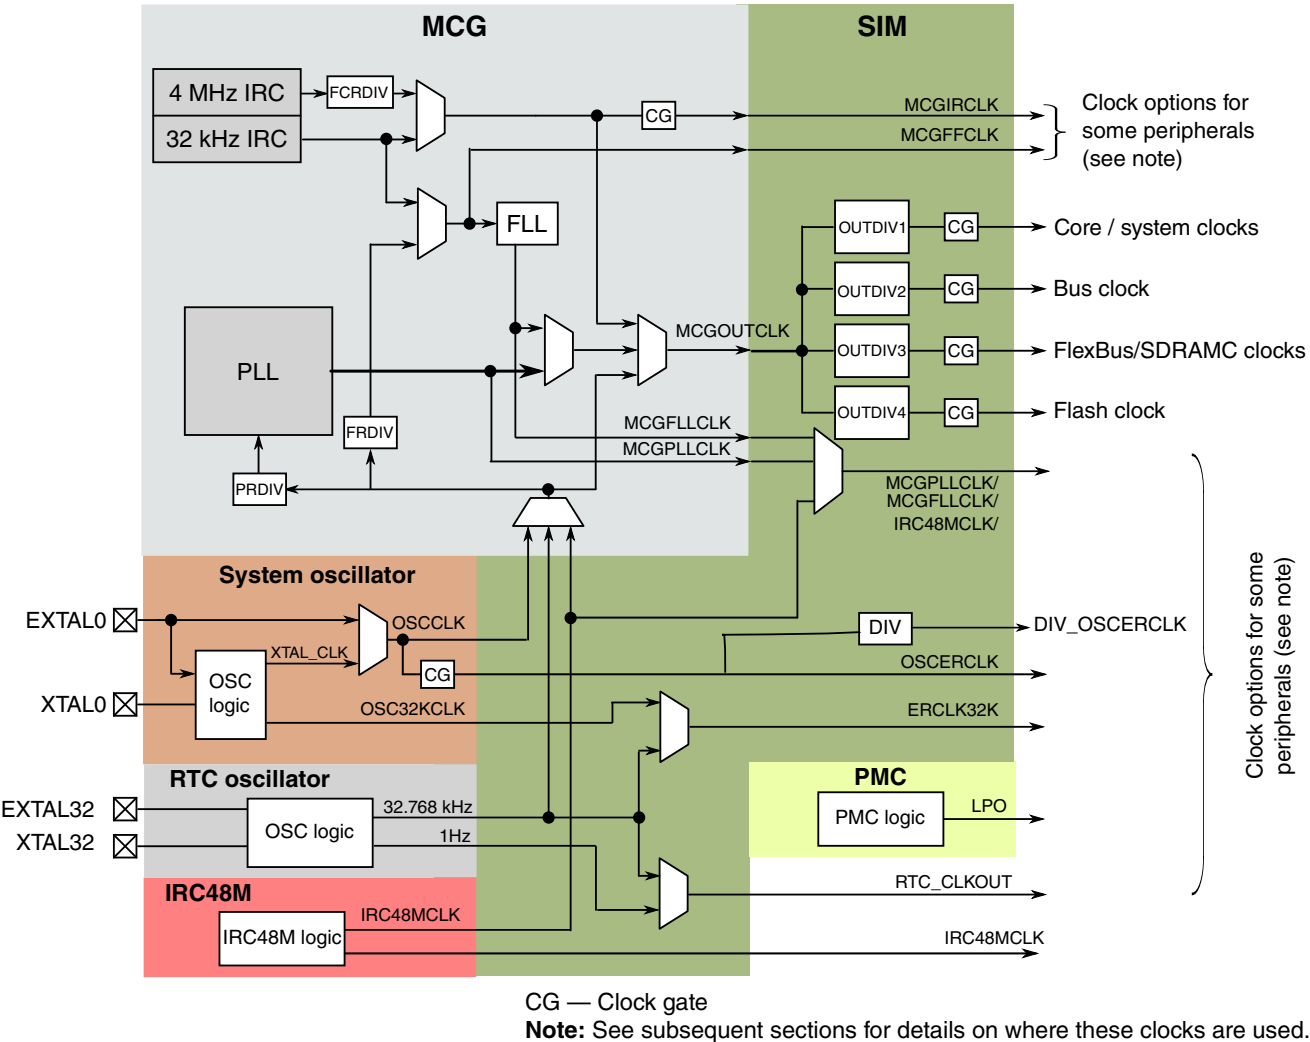 MCG
SIM
4 MHz IRC
FCRDIV
32 kHz IRC
CG
MCGIRCLK
MCGFFCLK
Clock options for
some peripherals
(see note)
FLL
OUTDIV1
CG
Core / system clocks
OUTDIV2
CG
Bus clock
PLL
MCGOUTCLK
OUTDIV3
CG
FlexBus/SDRAMC clocks
OUTDIV4
CG
Flash clock
FRDIV
MCGFLLCLK
MCGPLLCLK
PRDIV
MCGPLLCLK/
MCGFLLCLK/
IRC48MCLK/
System oscillator
EXTAL0
OSCCLK
XTAL_CLK
OSC
logic
CG
XTAL0
OSC32KCLK
DIV
DIV_OSCERCLK
OSCERCLK
ERCLK32K
Clock options for some
peripherals (see note)
RTC oscillator
EXTAL32
XTAL32
OSC logic
32.768 kHz
1Hz
PMC
PMC logic
LPO
RTC_CLKOUT
IRC48M
IRC48M logic
IRC48MCLK
IRC48MCLK
CG — Clock gate
Note: See subsequent sections for details on where these clocks are used.